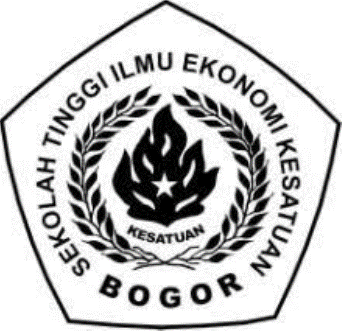 SEKOLAH TINGGI ILMU EKONOMI KESATUAN
KESATUAN
BOGOR